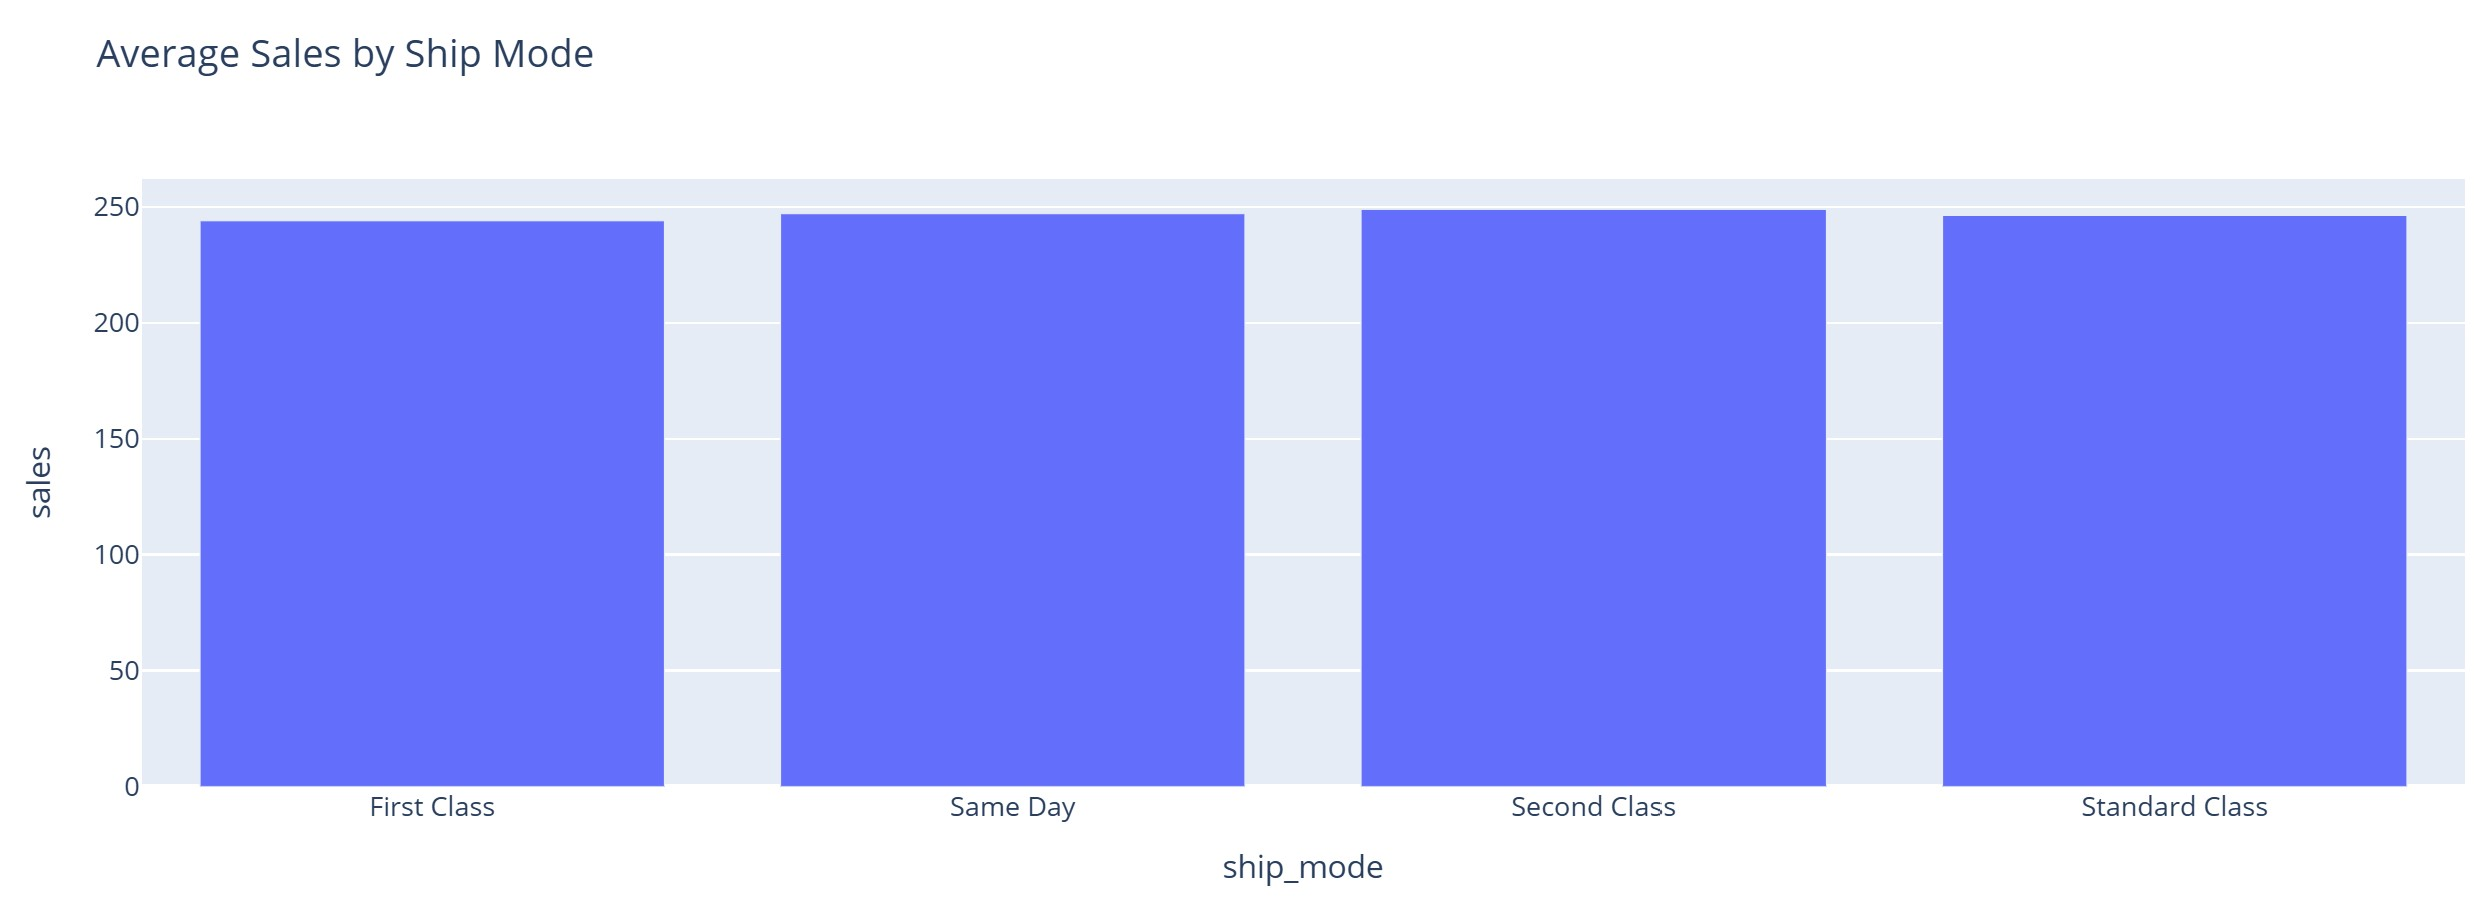 Average Sales by Ship Mode
250
200
150
100
50
0
sales
First Class
Same Day
Second Class
Standard Class
ship_mode